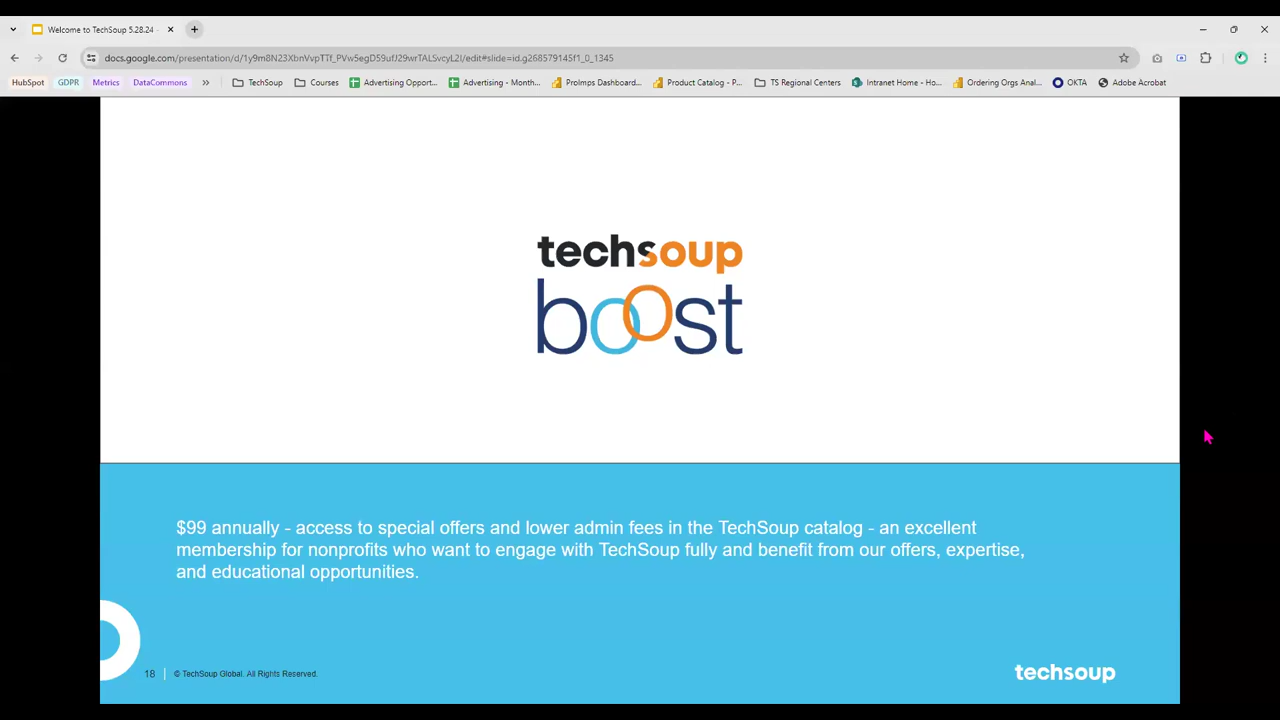 Welcome to TechSoup 5.28.24 -
docs.google.com/presentation/d/1y9m8N23XbnVvpTTf_PVw5egD59ufJ29wrTALSvcyL2I/edit#slide=id.g268579145f1_0_1345
HubSpot GDPR Metrics DataCommons » TechSoup Courses Advertising Opport... Advertising - Month... ProImps Dashboard... Product Catalog - P... TS Regional Centers Intranet Home - Ho... Ordering Orgs Anal... OKTA Adobe Acrobat
techsoup
boost
$99 annually - access to special offers and lower admin fees in the TechSoup catalog - an excellent
membership for nonprofits who want to engage with TechSoup fully and benefit from our offers, expertise,
and educational opportunities.
18 | © TechSoup Global. All Rights Reserved.
techsoup